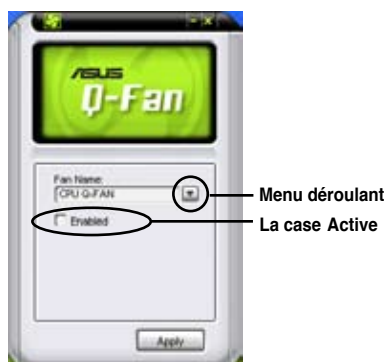 ASUS
Q-Fan
Fan Name:
CPU Q-FAN
Menu déroulant
Enabled
La case Active
Apply